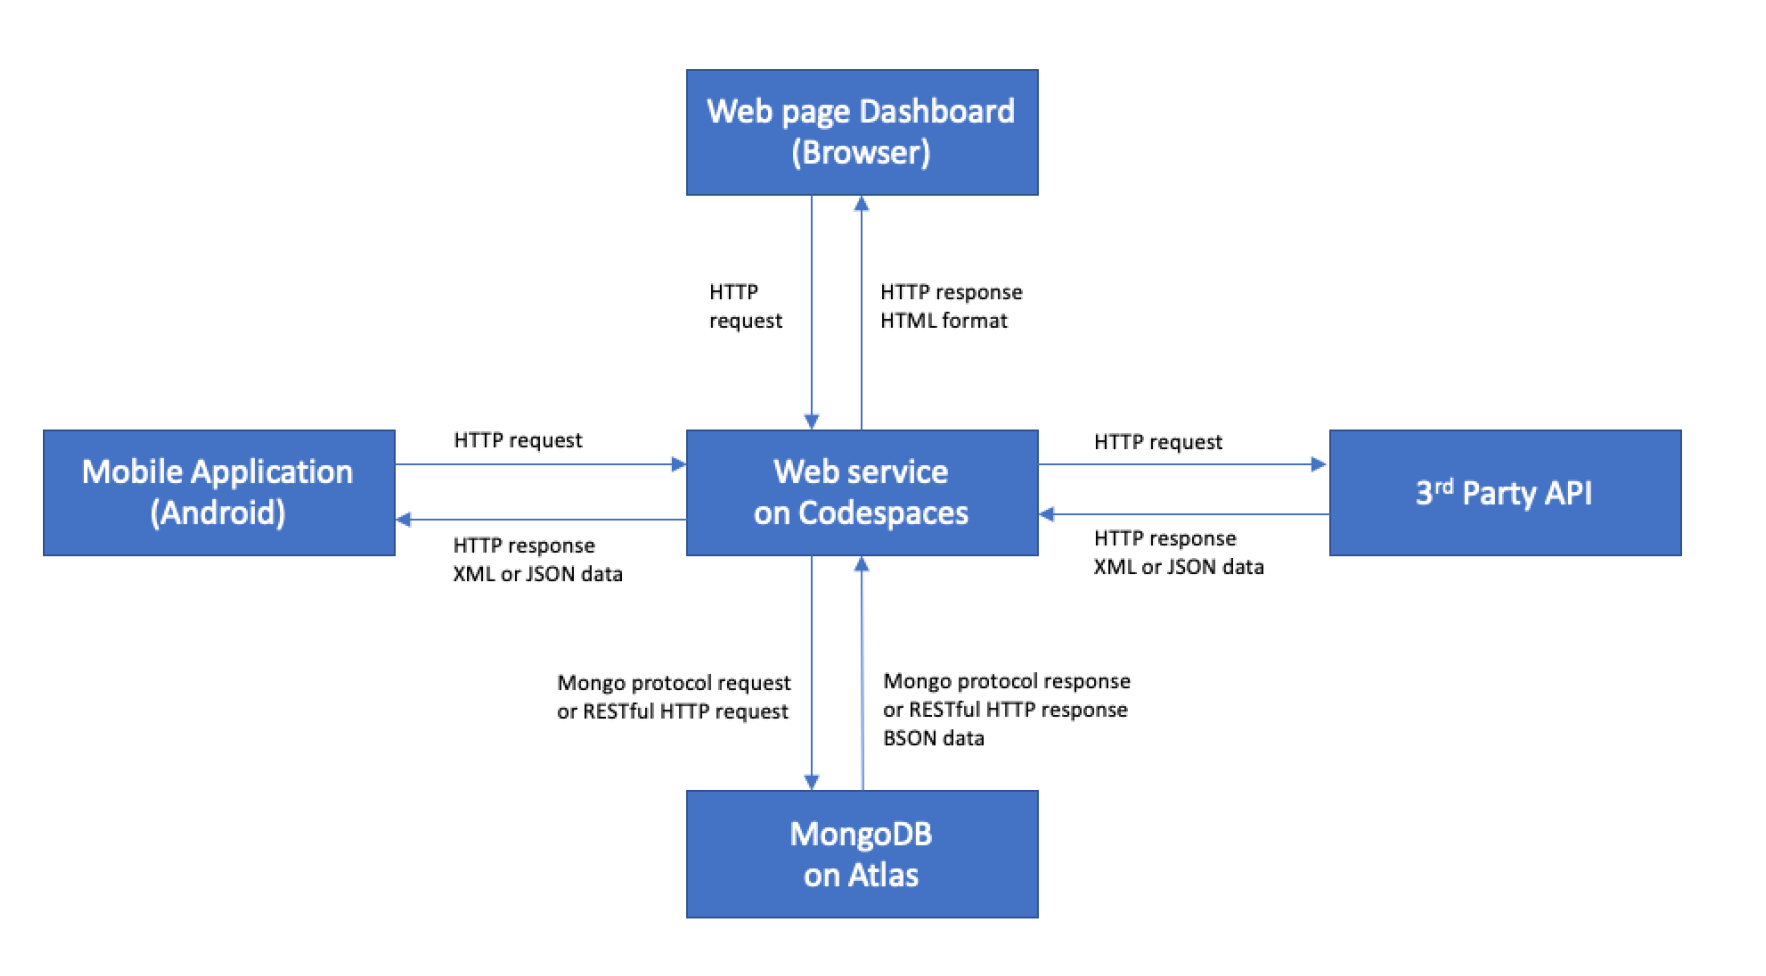 Web page Dashboard
(Browser)
HTTP
request
HTTP response
HTML format
Mobile Application
(Android)
HTTP request
HTTP response
XML or JSON data
Web service
on Codespaces
HTTP request
HTTP response
XML or JSON data
3rd Party API
Mongo protocol request
or RESTful HTTP request
Mongo protocol response
or RESTful HTTP response
BSON data
MongoDB
on Atlas